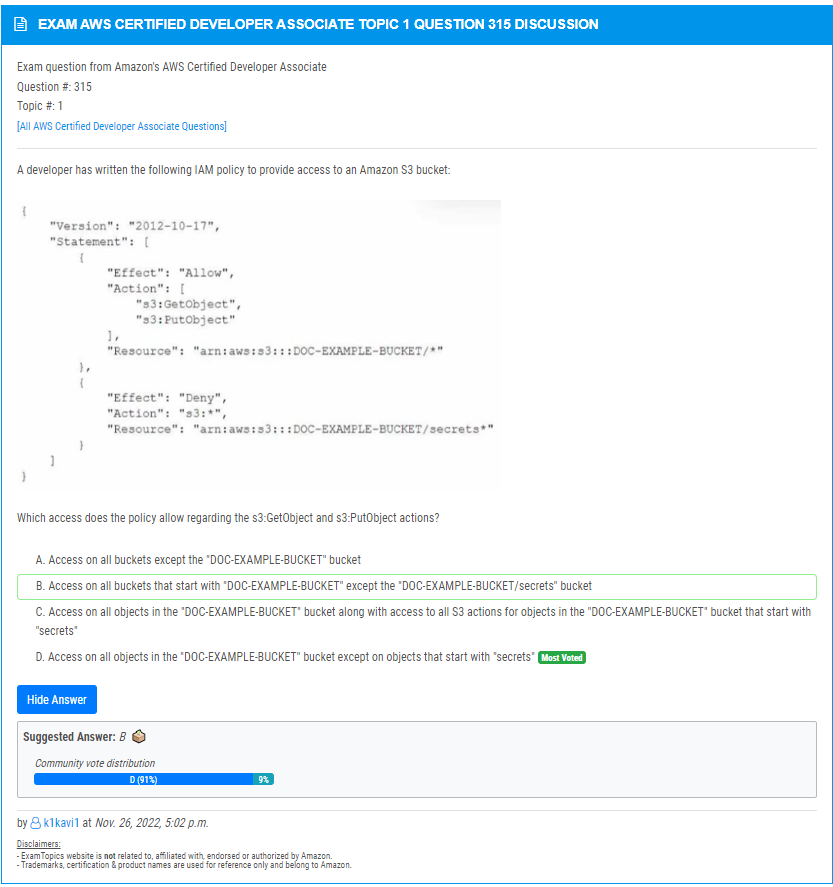 EXAM AWS CERTIFIED DEVELOPER ASSOCIATE TOPIC 1 QUESTION 315 DISCUSSION
Exam question from Amazon's AWS Certified Developer Associate
Question #: 315
Topic #: 1
[All AWS Certified Developer Associate Questions]
A developer has written the following IAM policy to provide access to an Amazon S3 bucket:
{
"Version": "2012-10-17",
"Statement": [
{
"Effect": "Allow",
"Action": [
"s3:GetObject",
"s3:PutObject"
],
"Resource": "arn:aws:s3:::DOC-EXAMPLE-BUCKET/*"
},
{
"Effect": "Deny",
"Action": "s3:*",
"Resource": "arn:aws:s3:::DOC-EXAMPLE-BUCKET/secrets*"
}
]
}
Which access does the policy allow regarding the s3:GetObject and s3:PutObject actions?
A. Access on all buckets except the "DOC-EXAMPLE-BUCKET" bucket
B. Access on all buckets that start with "DOC-EXAMPLE-BUCKET" except the "DOC-EXAMPLE-BUCKET/secrets" bucket
C. Access on all objects in the "DOC-EXAMPLE-BUCKET" bucket along with access to all S3 actions for objects in the "DOC-EXAMPLE-BUCKET" bucket that start with
"secrets"
D. Access on all objects in the "DOC-EXAMPLE-BUCKET" bucket except on objects that start with "secrets" Most Voted
Hide Answer
Suggested Answer: B
Community vote distribution
D (91%) 9%
by k1kavi1 at Nov. 26, 2022, 5:02 p.m.
Disclaimers:
- ExamTopics website is not related to, affiliated with, endorsed or authorized by Amazon.
- Trademarks, certification & product names are used for reference only and belong to Amazon.